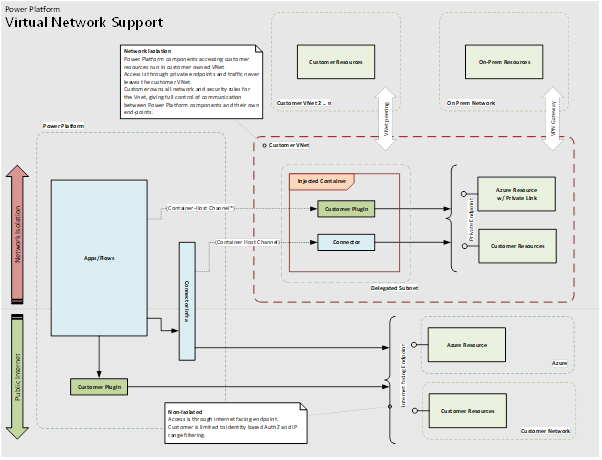 Power Platform
Virtual Network Support
Network Isolation
Power Platform components accessing customer
resources run in customer owned VNet.
Access is through private endpoints and traffic never
leaves the customer VNet.
Customer owns all network and security rules for
the Vnet, giving full control of communication
between Power Platform components and their own
end-points.
Customer Resources
Customer VNet 2 .. n
On-Prem Resources
On Prem Network
VNet peering
VPN Gateway
Power Platform
Customer VNet
Network Isolation
Public Internet
Apps/Flows
(Container-Host Channel*)
(Container Host Channel)
Connector Infra
Injected Container
Customer Plugin
Connector
Delegated Subnet
Private Endpoint
Azure Resource
w/ Private Link
Customer Resources
Customer Plugin
Internet facing Endpoint
Azure Resource
Azure
Customer Resources
Customer Network
Non-Isolated
Access is through internet facing endpoint.
Customer is limited to identity based AuthZ and IP
range filtering.